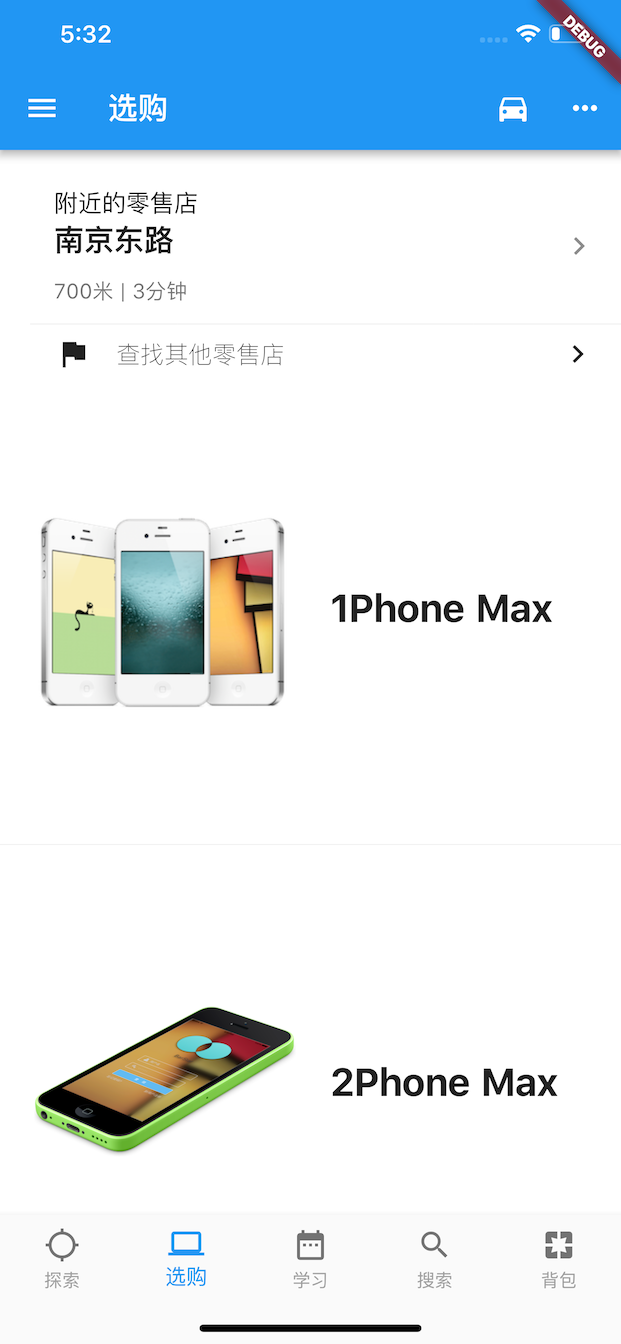 5:32
DEBUG
选购
附近的零售店
南京东路
700米 | 3分钟
查找其他零售店
1Phone Max
2Phone Max
探索
选购
学习
搜索
背包